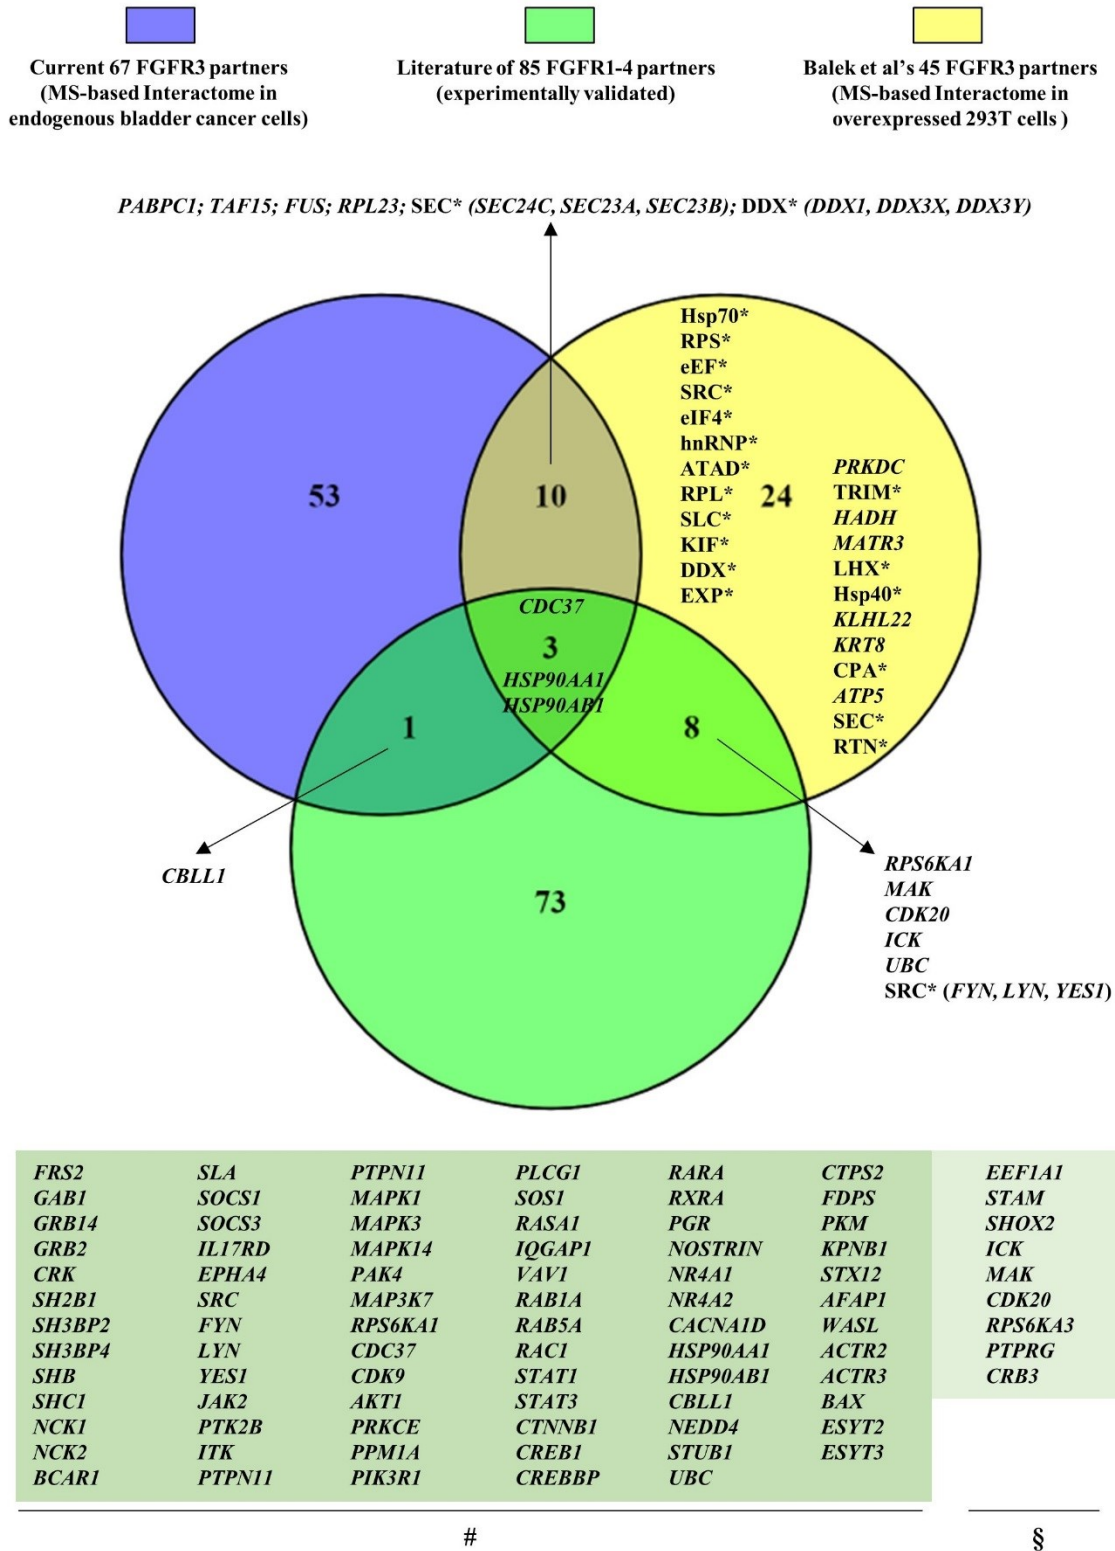 Current 67 FGFR3 partners
(MS-based Interactome in
endogenous bladder cancer cells)
Literature of 85 FGFR1-4 partners
(experimentally validated)
Balek et al's 45 FGFR3 partners
(MS-based Interactome in
overexpressed 293T cells )
PABPC1; TAF15; FUS; RPL23; SEC* (SEC24C, SEC23A, SEC23B); DDX* (DDX1, DDX3X, DDX3Y)
53
10
Hsp70*
RPS*
eEF*
SRC*
eIF4*
hnRNP*
ATAD*
RPL*
SLC*
KIF*
DDX*
EXP*
24
PRKDC
TRIM*
HADH
MATR3
LHX*
Hsp40*
KLHL22
KRT8
CPA*
ATP5
SEC*
RTN*
CDC37
3
HSP90AA1
HSP90AB1
1
8
CBLL1
73
RPS6KA1
MAK
CDK20
ICK
UBC
SRC* (FYN, LYN, YES1)
FRS2 SLA PTPN11 PLCG1 RARA CTPS2 EEF1A1
GAB1 SOCS1 MAPK1 SOS1 RXRA FDPS STAM
GRB14 SOCS3 MAPK3 RASA1 PGR PKM SHOX2
GRB2 IL17RD MAPK14 IQGAP1 NOSTRIN KPNB1 ICK
CRK EPHA4 PAK4 VAV1 NR4A1 STX12 MAK
SH2B1 SRC MAP3K7 RAB1A NR4A2 AFAP1 CDK20
SH3BP2 FYN RPS6KA1 RAB5A CACNA1D WASL RPS6KA3
SH3BP4 LYN CDC37 RAC1 HSP90AA1 ACTR2 PTPRG
SHB YES1 CDK9 STAT1 HSP90AB1 ACTR3 CRB3
SHC1 JAK2 AKT1 STAT3 CBLL1 BAX
NCK1 PTK2B PRKCE CTNNB1 NEDD4 ESYT2
NCK2 ITK PPM1A CREB1 STUB1 ESYT3
BCAR1 PTPN11 PIK3R1 CREBBP UBC
# §